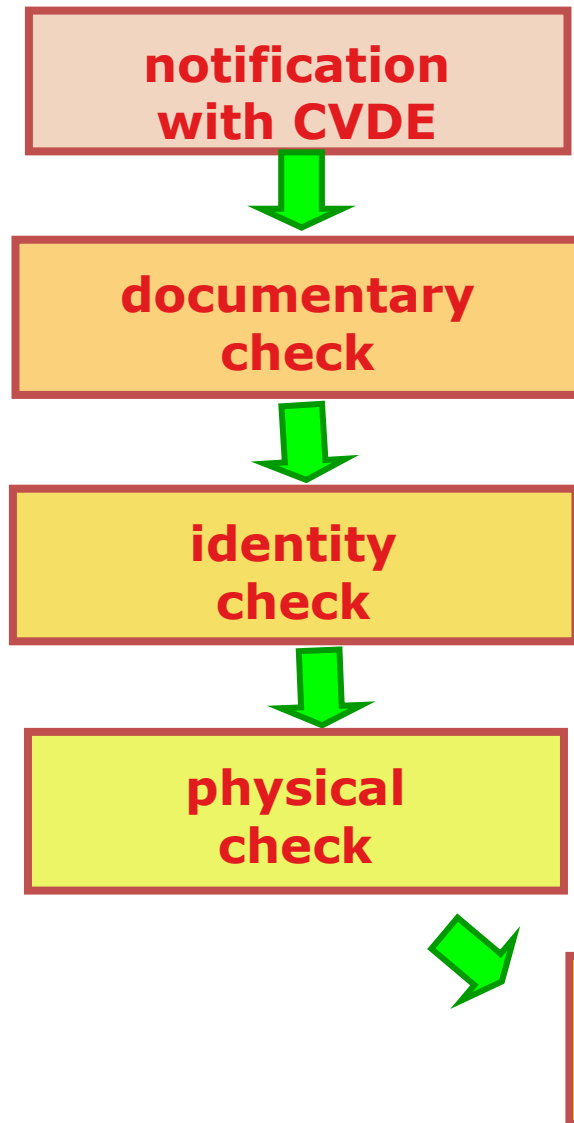 notification
with CVDE
documentary
check
identity
check
physical
check